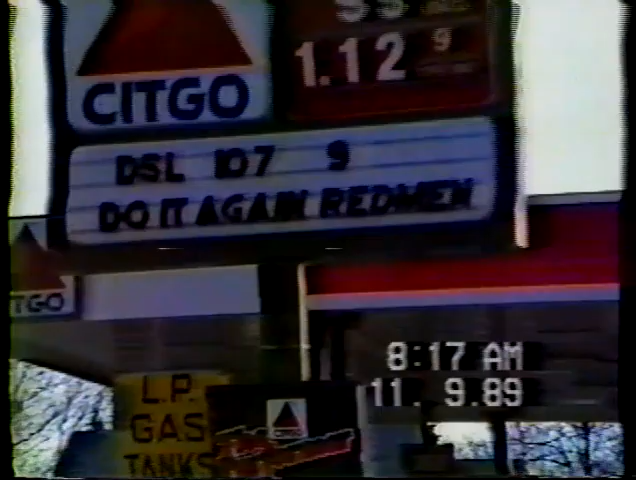 CITGO
1.12 9
DSL 107 9
DO IT AGAIN REDMEN
TGO
8:17 AM
11. 9.89
L.P.
GAS
TANKS